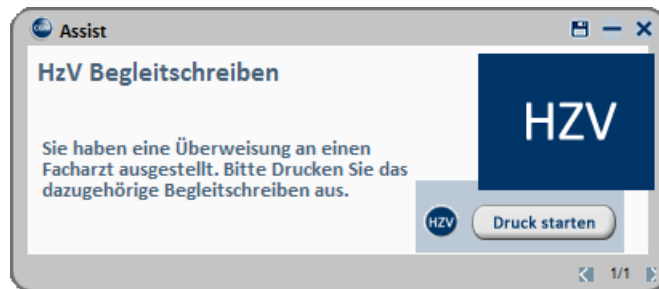 CGM Assist
HzV Begleitschreiben
HZV
Sie haben eine Überweisung an einen
Facharzt ausgestellt. Bitte Drucken Sie das
dazugehörige Begleitschreiben aus.
HZV Druck starten
1/1